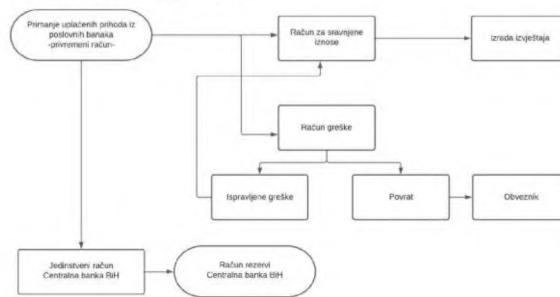 Primanje uplaćenih prihoda iz
poslovnih banaka
-privremeni račun-
Račun za sravnjene
iznose
Izrada izvještaja
Račun greške
Ispravljene greške
Povrat
Obveznik
Jedinstveni račun
Centralna banka BiH
Račun rezervi
Centralna banka BiH